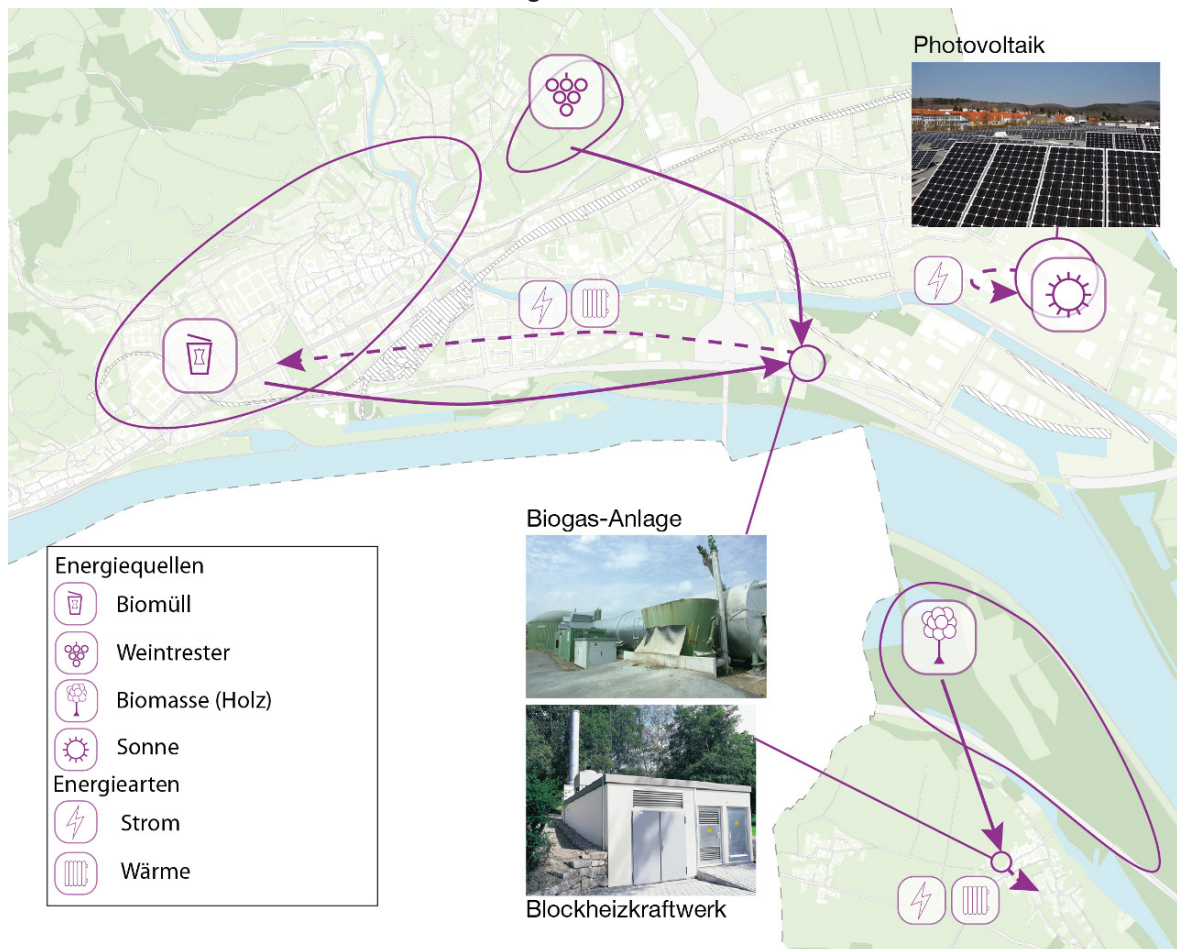 Photovoltaik
Biogas-Anlage
Energiequellen
Biomüll
Weintrester
Biomasse (Holz)
Sonne
Energiearten
Strom
Wärme
Blockheizkraftwerk